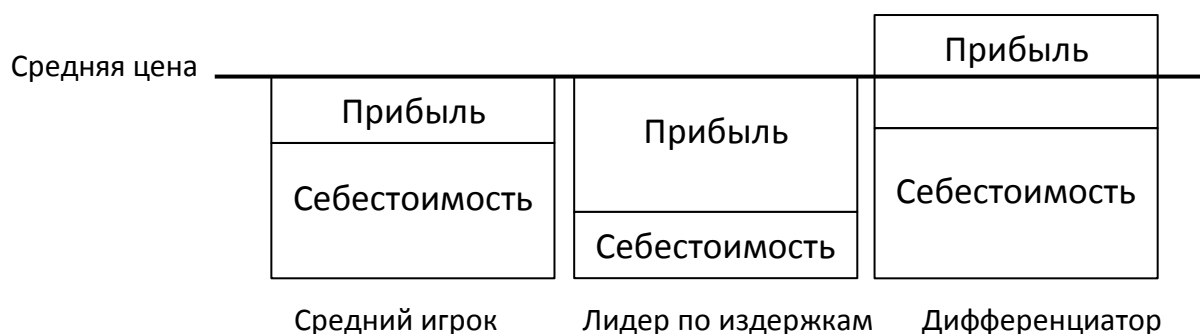 Прибыль
Средняя цена
Прибыль
Прибыль
Себестоимость
Себестоимость
Себестоимость
Средний игрок
Лидер по издержкам
Дифференциатор